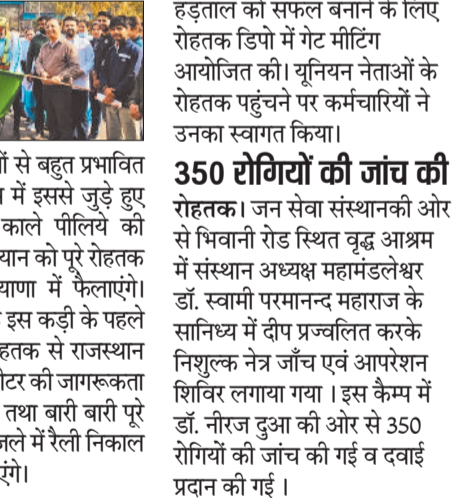 ों से बहुत प्रभावित
में इससे जुड़े हुए
काले पीलिये की
यान को पूरे रोहतक
याणा में फैलाएंगे।
इस कड़ी के पहले
हतक से राजस्थान
ीटर की जागरूकता
तथा बारी बारी पूरे
जले में रैली निकाल
एंगे।
हड़ताल को सफल बनाने के लिए
रोहतक डिपो में गेट मीटिंग
आयोजित की। यूनियन नेताओं के
रोहतक पहुंचने पर कर्मचारियों ने
उनका स्वागत किया।
350 रोगियों की जांच की
रोहतक। जन सेवा संस्थानकी ओर
से भिवानी रोड स्थित वृद्ध आश्रम
में संस्थान अध्यक्ष महामंडलेश्वर
डॉ. स्वामी परमानन्द महाराज के
सानिध्य में दीप प्रज्वलित करके
निशुल्क नेत्र जाँच एवं आपरेशन
शिविर लगाया गया । इस कैम्प में
डॉ. नीरज दुआ की ओर से 350
रोगियों की जांच की गई व दवाई
प्रदान की गई ।